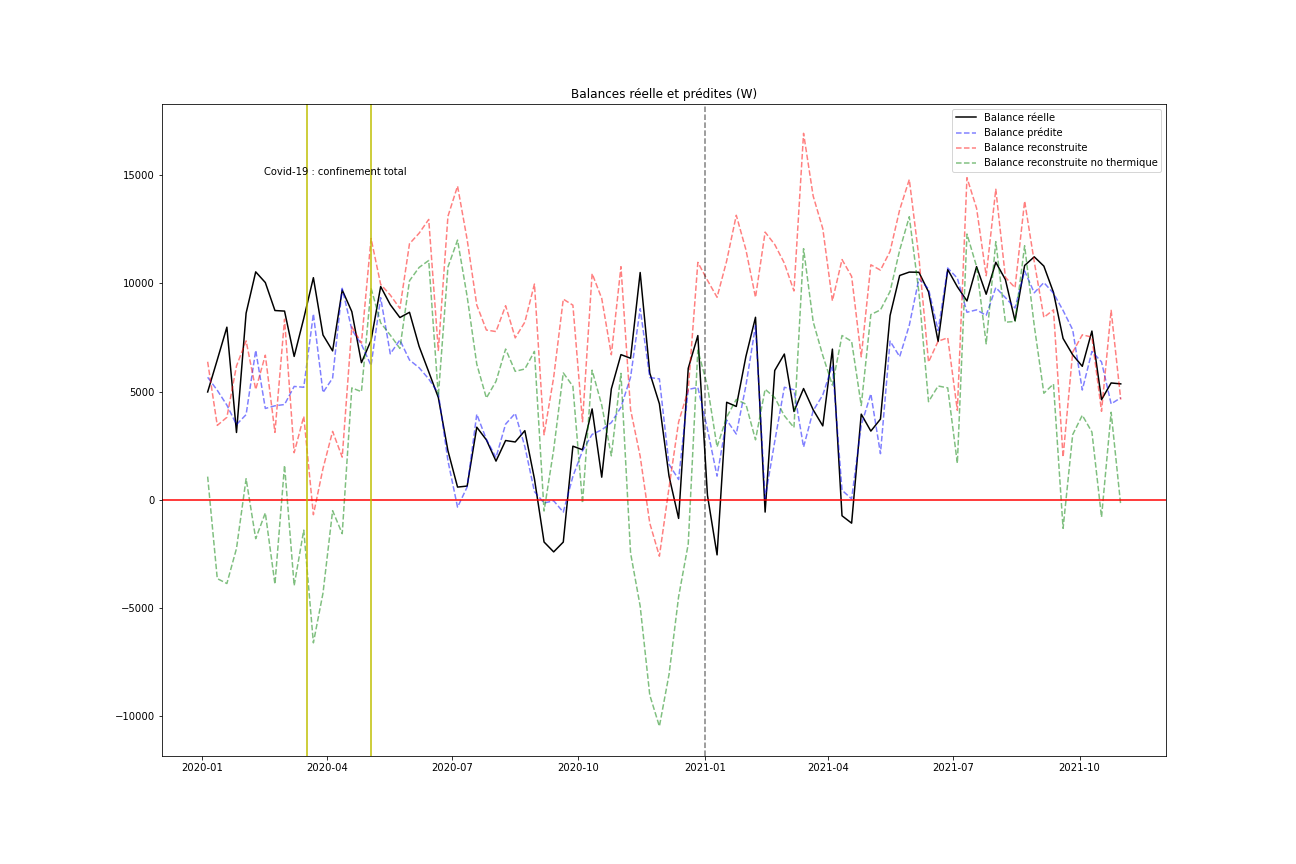 Balances réelle et prédites (W)
Balance réelle
Balance prédite
Balance reconstruite
Balance reconstruite no thermique
Covid-19 : confinement total
15000
10000
5000
0
−5000
−10000
2020-01 2020-04 2020-07 2020-10 2021-01 2021-04 2021-07 2021-10